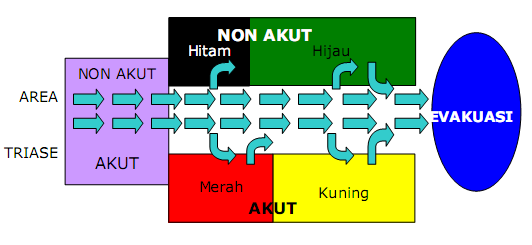 NON AKUT
Hitam
Hijau
NON AKUT
AREA
TRIASE
AKUT
EVAKUASI
Merah
Kuning
AKUT